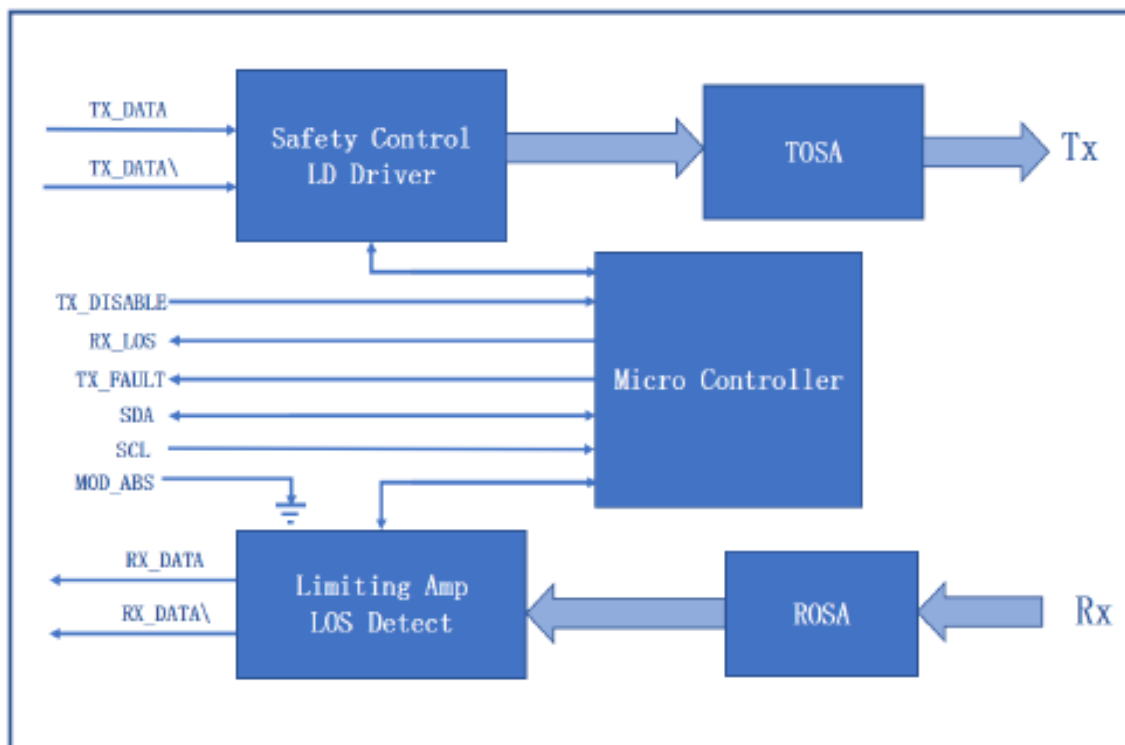 TX_DATA
TX_DATA\
Safety Control
LD Driver
TOSA
Tx
TX_DISABLE
RX_LOS
TX_FAULT
SDA
SCL
MOD_ABS
Micro Controller
RX_DATA
RX_DATA\
Limiting Amp
LOS Detect
ROSA
Rx